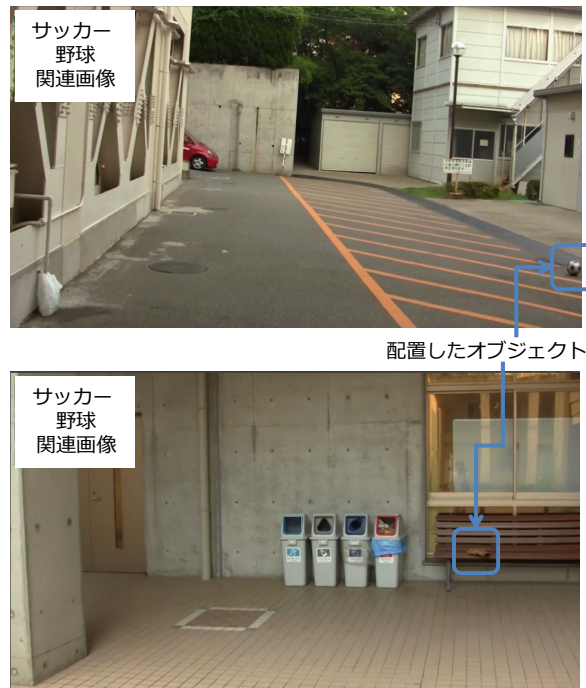 サッカー
野球
関連画像
配置したオブジェクト
サッカー
野球
関連画像